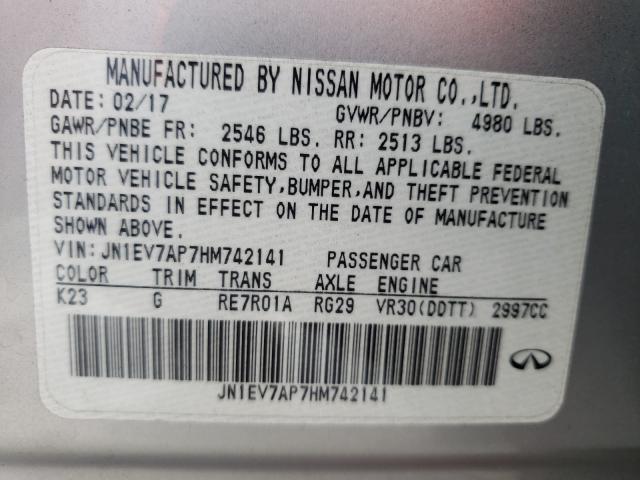 MANUFACTURED BY NISSAN MOTOR CO.,LTD.
DATE: 02/17 GVWR/PNBV: 4980 LBS.
GAWR/PNBE FR: 2546 LBS. RR: 2513 LBS.
THIS VEHICLE CONFORMS TO ALL APPLICABLE FEDERAL
MOTOR VEHICLE SAFETY,BUMPER,AND THEFT PREVENTION
STANDARDS IN EFFECT ON THE DATE OF MANUFACTURE
SHOWN ABOVE.
VIN:JN1EV7AP7HM742141 PASSENGER CAR
COLOR TRIM TRANS AXLE ENGINE
K23 G RE7R01A RG29 VR30(DDTT) 2997CC
JN1EV7AP7HM742141